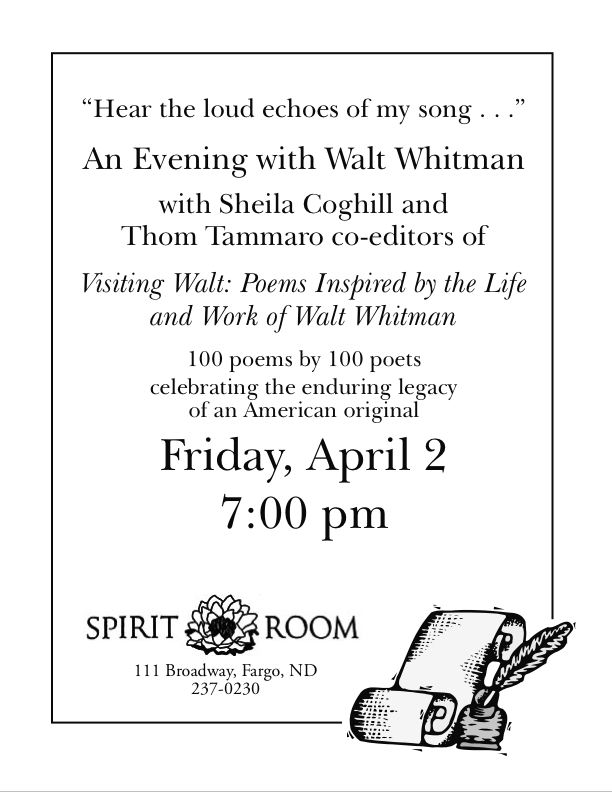 “Hear the loud echoes of my song . . .”
An Evening with Walt Whitman
with Sheila Coghill and
Thom Tammaro co-editors of
Visiting Walt: Poems Inspired by the Life
and Work of Walt Whitman
100 poems by 100 poets
celebrating the enduring legacy
of an American original
Friday, April 2
7:00 pm
SPIRIT ROOM
111 Broadway, Fargo, ND
237-0230